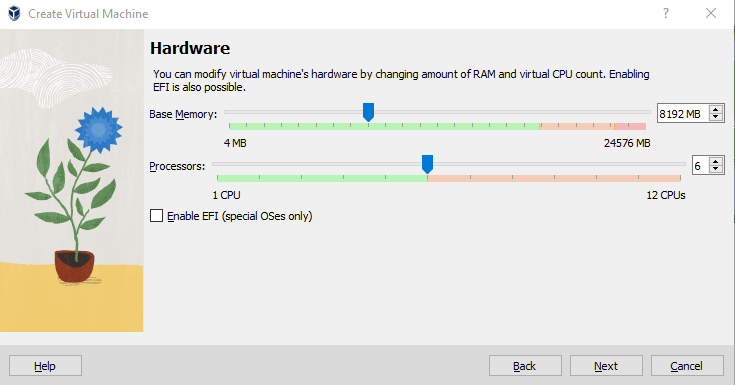 Create Virtual Machine
?
Hardware
You can modify virtual machine's hardware by changing amount of RAM and virtual CPU count. Enabling
EFI is also possible.
Base Memory: 8192 MB
4 MB 24576 MB
Processors: 6
1 CPU 12 CPUs
Enable EFI (special OSes only)
Help Back Next Cancel